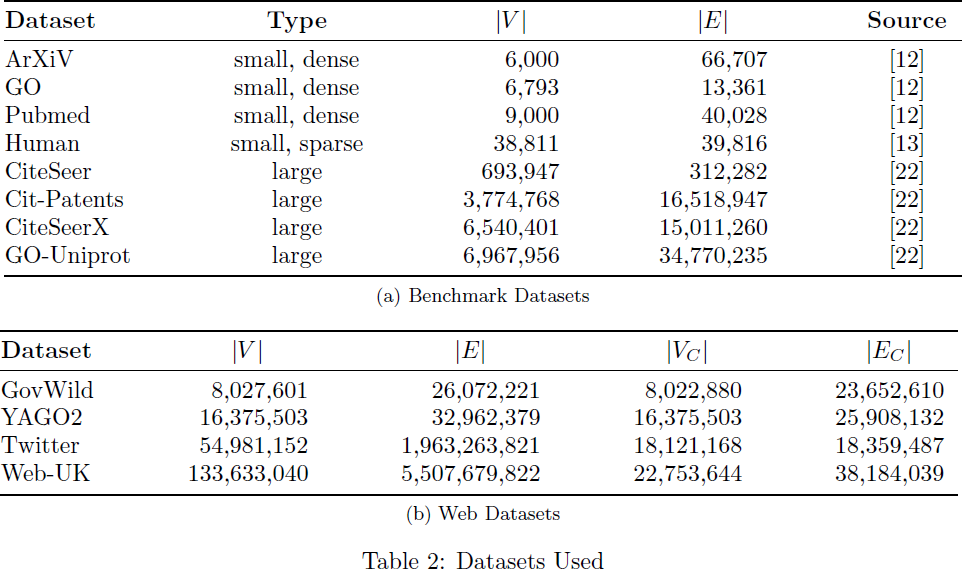 Dataset Type |V| |E| Source
ArXiV small, dense 6,000 66,707 [12]
GO small, dense 6,793 13,361 [12]
Pubmed small, dense 9,000 40,028 [12]
Human small, sparse 38,811 39,816 [13]
CiteSeer large 693,947 312,282 [22]
Cit-Patents large 3,774,768 16,518,947 [22]
CiteSeerX large 6,540,401 15,011,260 [22]
GO-Uniprot large 6,967,956 34,770,235 [22]
(a) Benchmark Datasets
Dataset |V| |E| |V_C| |E_C|
GovWild 8,027,601 26,072,221 8,022,880 23,652,610
YAGO2 16,375,503 32,962,379 16,375,503 25,908,132
Twitter 54,981,152 1,963,263,821 18,121,168 18,359,487
Web-UK 133,633,040 5,507,679,822 22,753,644 38,184,039
(b) Web Datasets
Table 2: Datasets Used